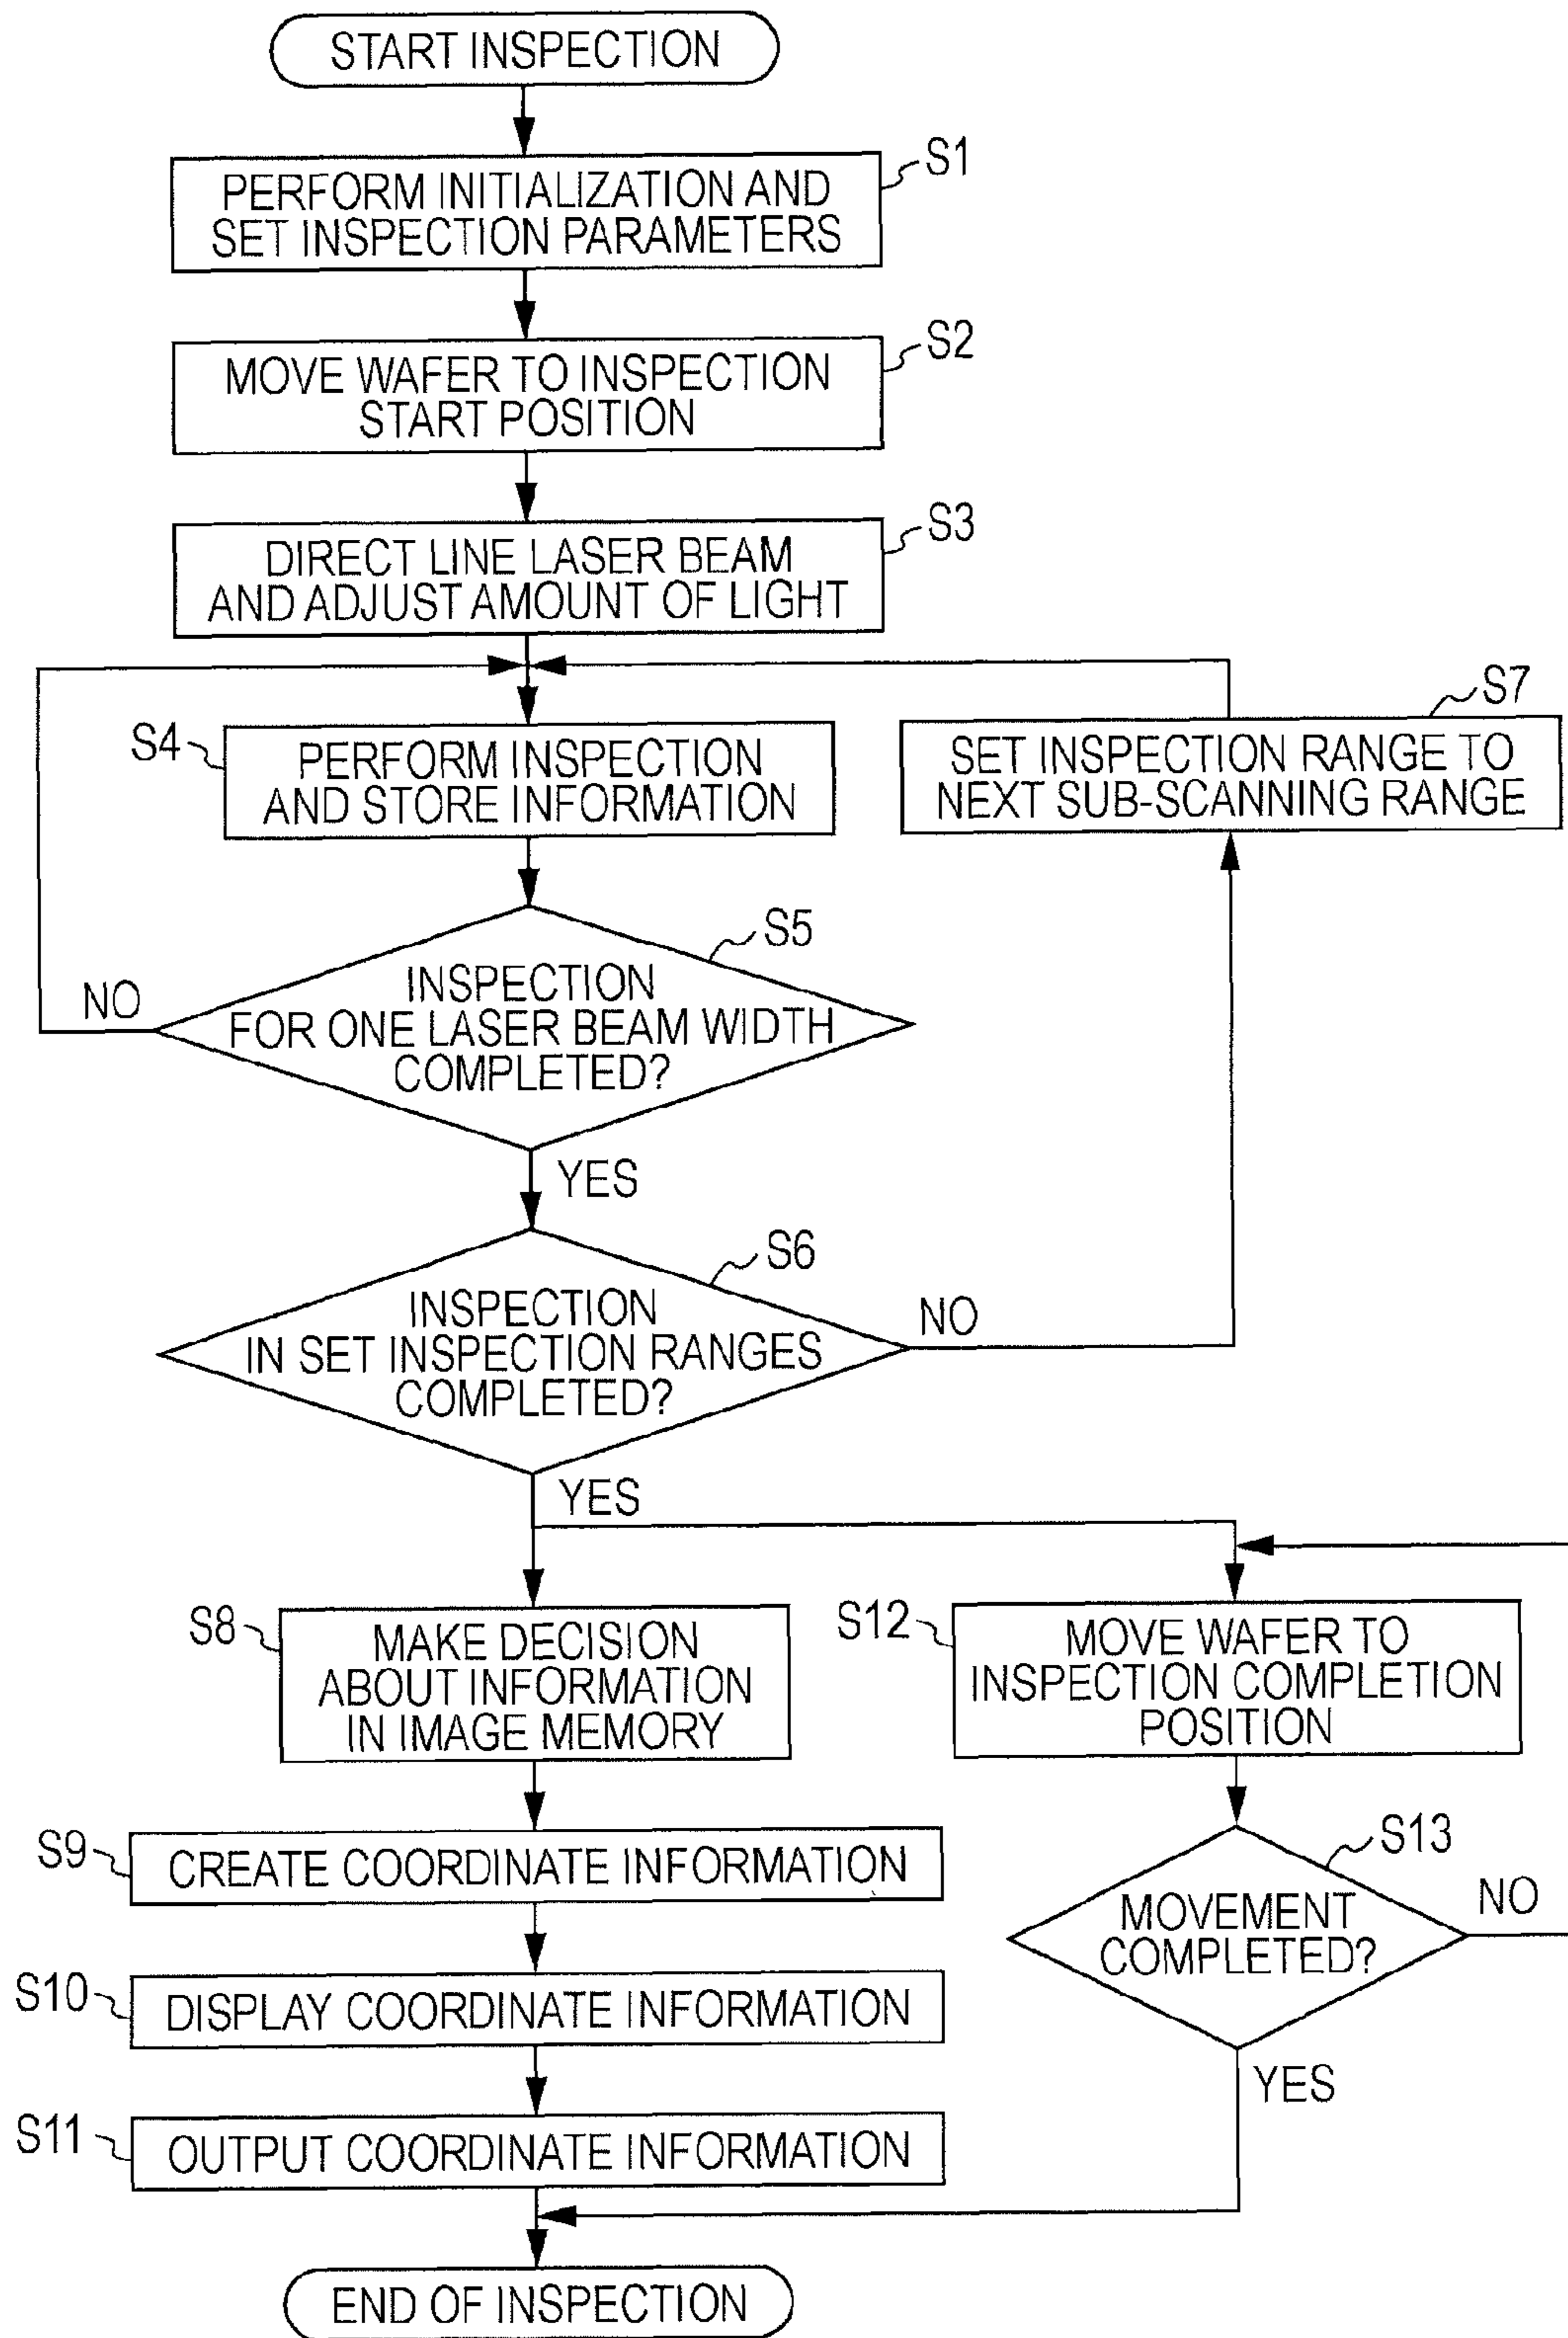 START INSPECTION
S1
PERFORM INITIALIZATION AND
SET INSPECTION PARAMETERS
S2
MOVE WAFER TO INSPECTION
START POSITION
S3
DIRECT LINE LASER BEAM
AND ADJUST AMOUNT OF LIGHT
S4
PERFORM INSPECTION
AND STORE INFORMATION
S7
SET INSPECTION RANGE TO
NEXT SUB-SCANNING RANGE
S5
NO
INSPECTION
FOR ONE LASER BEAM WIDTH
COMPLETED?
YES
S6
INSPECTION
IN SET INSPECTION RANGES
COMPLETED?
NO
YES
S8
MAKE DECISION
ABOUT INFORMATION
IN IMAGE MEMORY
S12
MOVE WAFER TO
INSPECTION COMPLETION
POSITION
S9
CREATE COORDINATE INFORMATION
S13
MOVEMENT
COMPLETED?
NO
S10
DISPLAY COORDINATE INFORMATION
YES
S11
OUTPUT COORDINATE INFORMATION
END OF INSPECTION